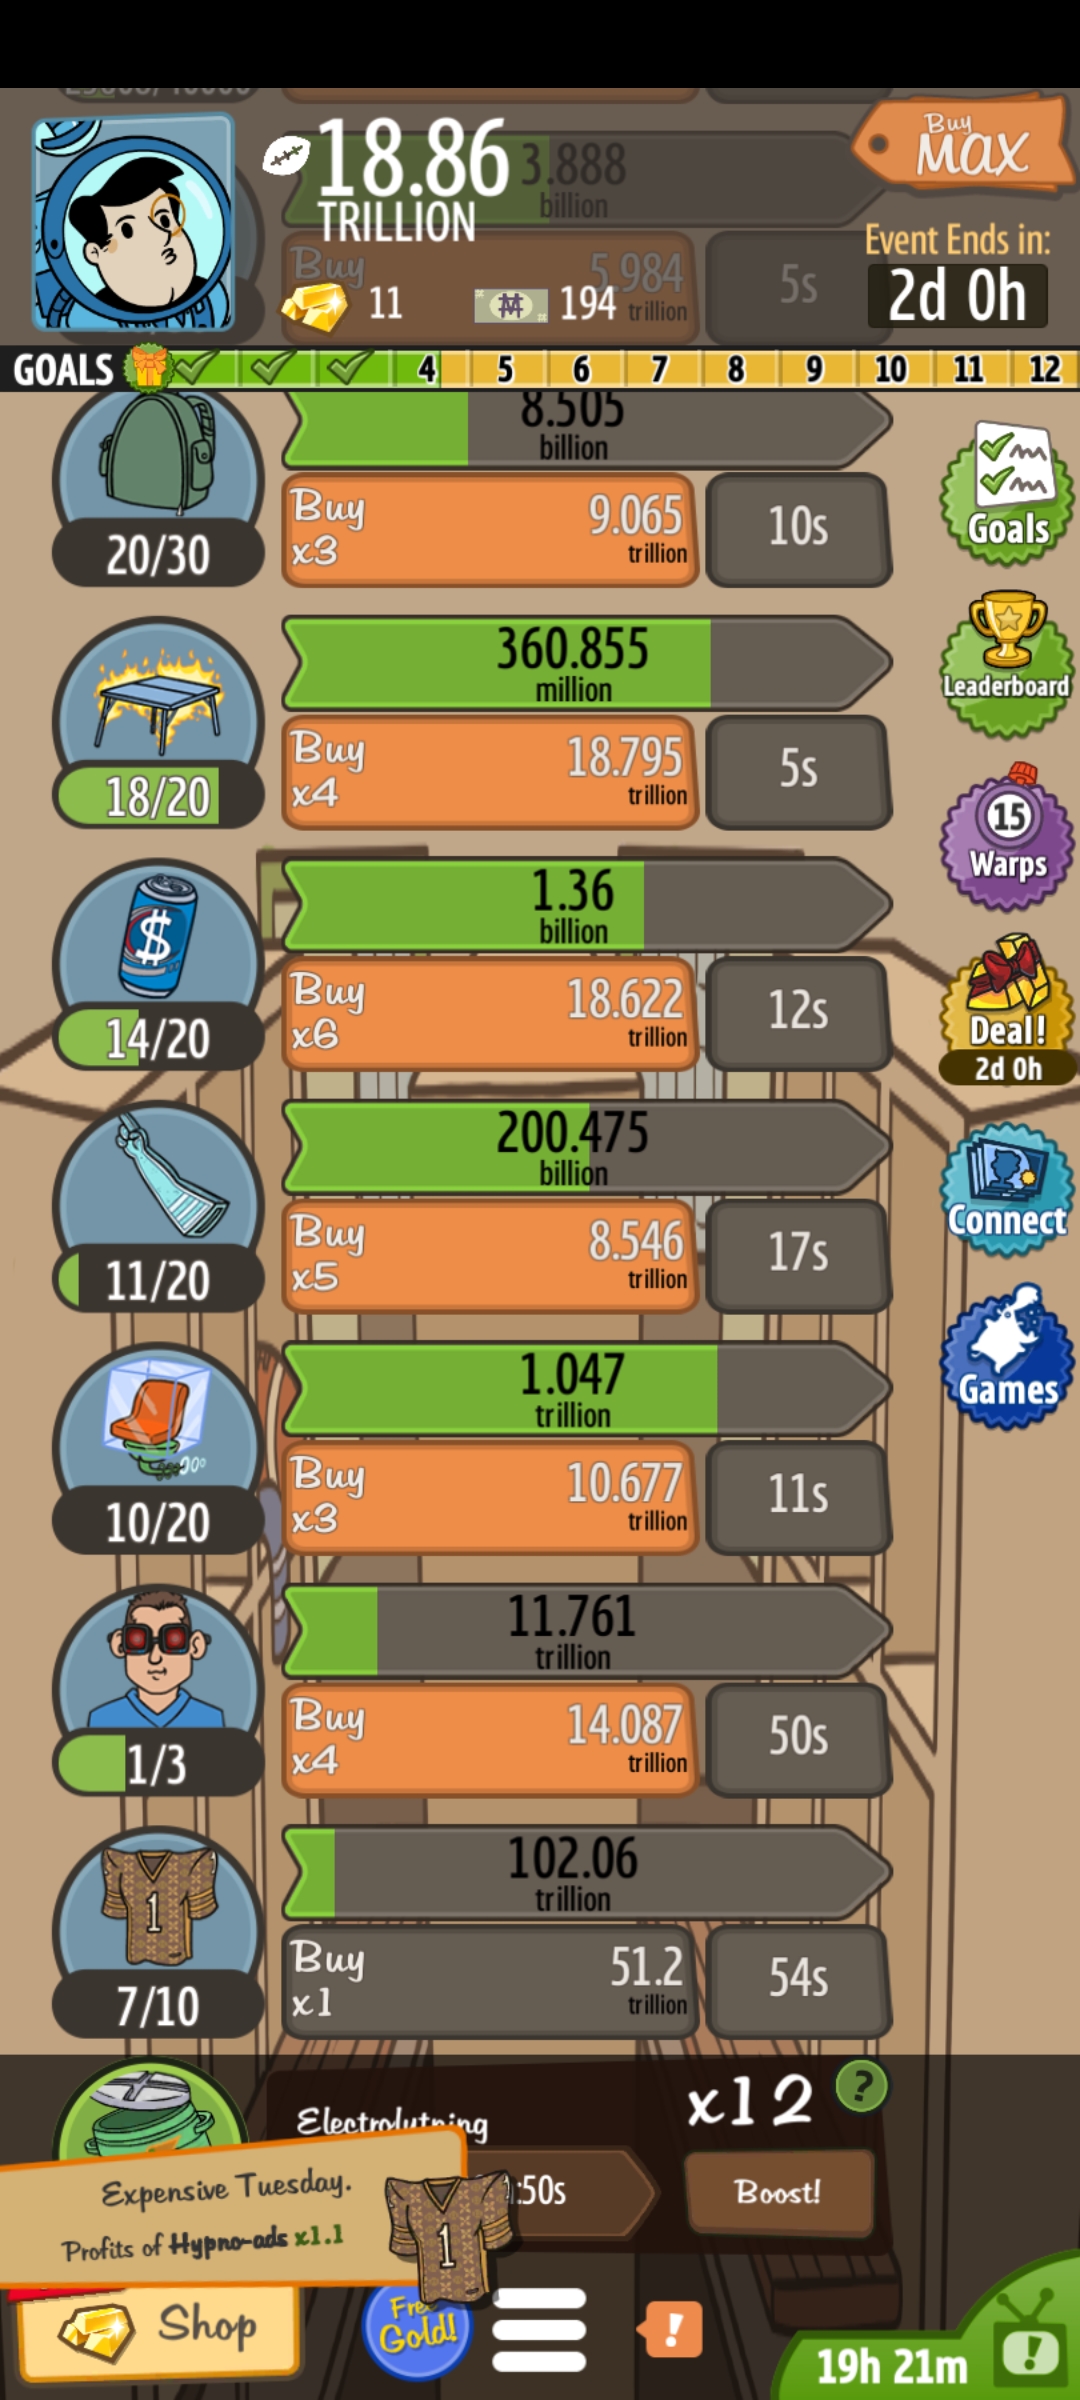 18.86
TRILLION
3.888
billion
Buy
MAX
Buy
5.984
trillion
5s
Event Ends in:
2d 0h
11
194
GOALS 4 5 6 7 8 9 10 11 12
8.505
billion
20/30
Buy
x3
9.065
trillion
10s
Goals
360.855
million
18/20
Buy
x4
18.795
trillion
5s
Leaderboard
15
Warps
1.36
billion
14/20
Buy
x6
18.622
trillion
12s
$
Deal!
2d 0h
200.475
billion
11/20
Buy
x5
8.546
trillion
17s
Connect
1.047
trillion
10/20
Buy
x3
10.677
trillion
11s
Games
11.761
trillion
1/3
Buy
x4
14.087
trillion
50s
102.06
trillion
1
7/10
Buy
x1
51.2
trillion
54s
x12
?
:50s
Boost!
Expensive Tuesday.
Profits of Hypno-ads x1.1
1
Shop
Free
Gold!
!
19h 21m
!